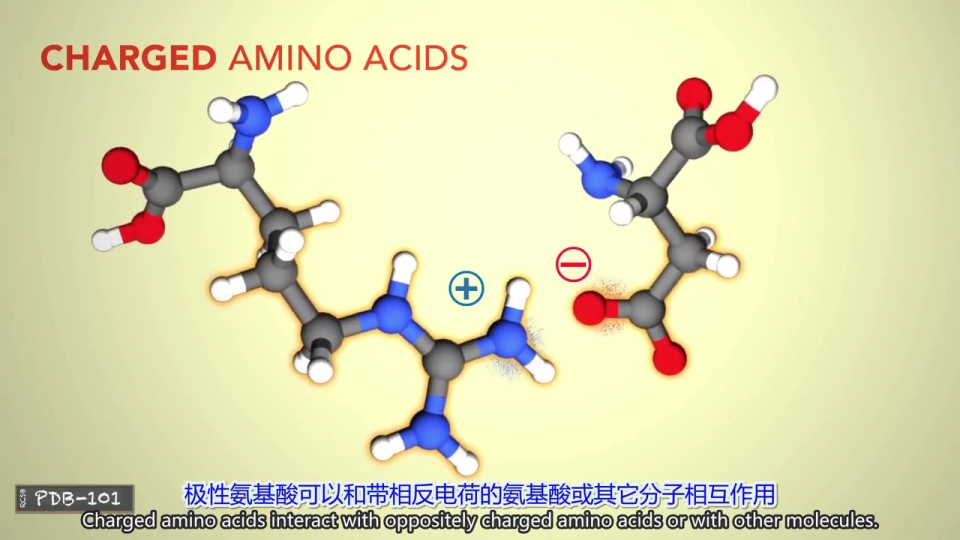 CHARGED AMINO ACIDS
RCSB PDB-101
极性氨基酸可以和带相反电荷的氨基酸或其它分子相互作用
Charged amino acids interact with oppositely charged amino acids or with other molecules.